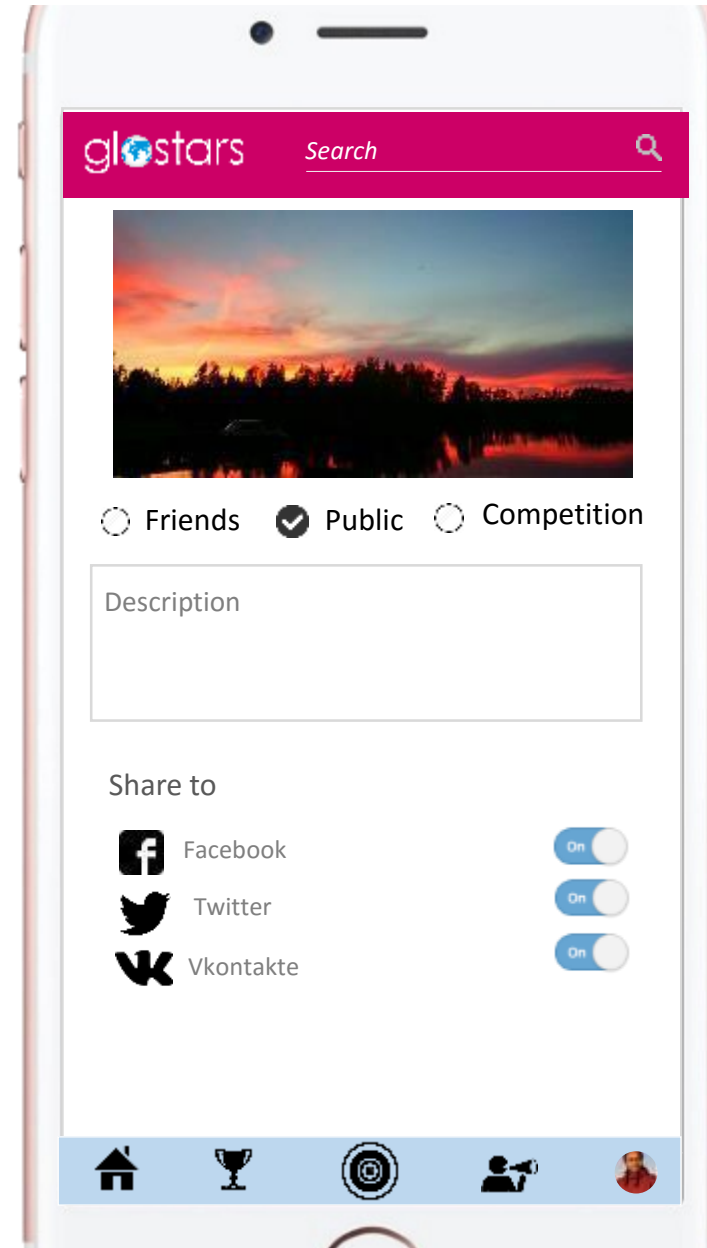 glostars Search
Friends Public Competition
Description
Share to
Facebook On
Twitter On
Vkontakte On